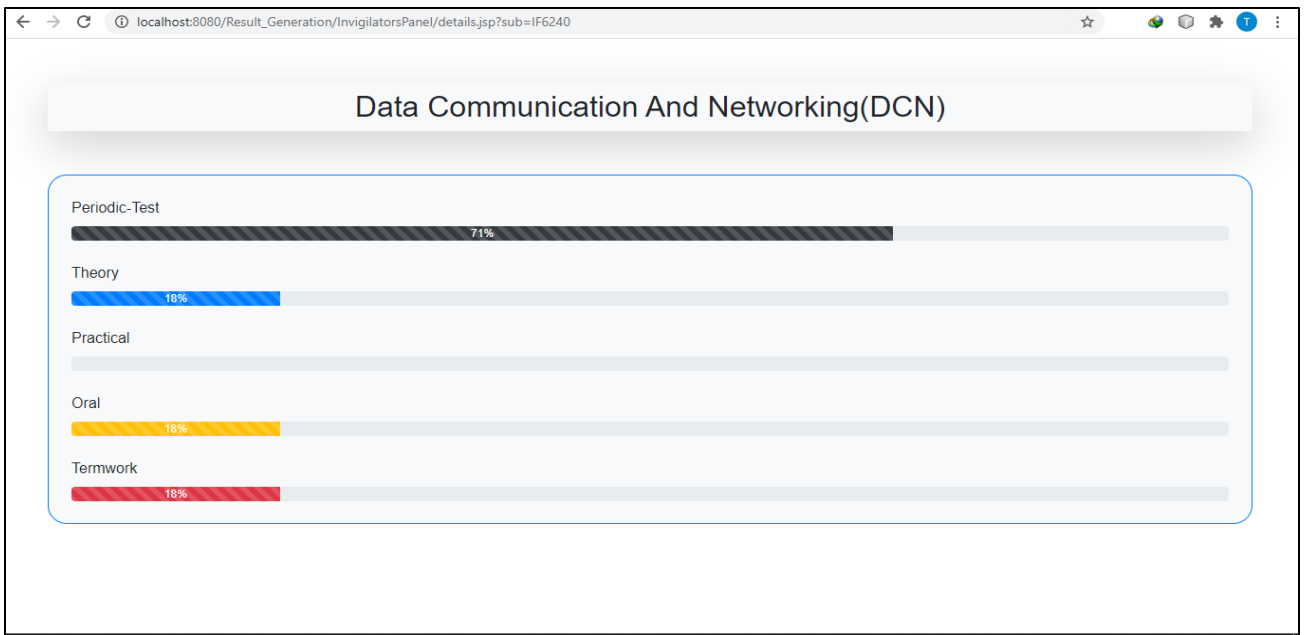 localhost:8080/Result_Generation/InvigilatorsPanel/details.jsp?sub=IF6240
T
Data Communication And Networking(DCN)
Periodic-Test
71%
Theory
18%
Practical
Oral
18%
Termwork
18%